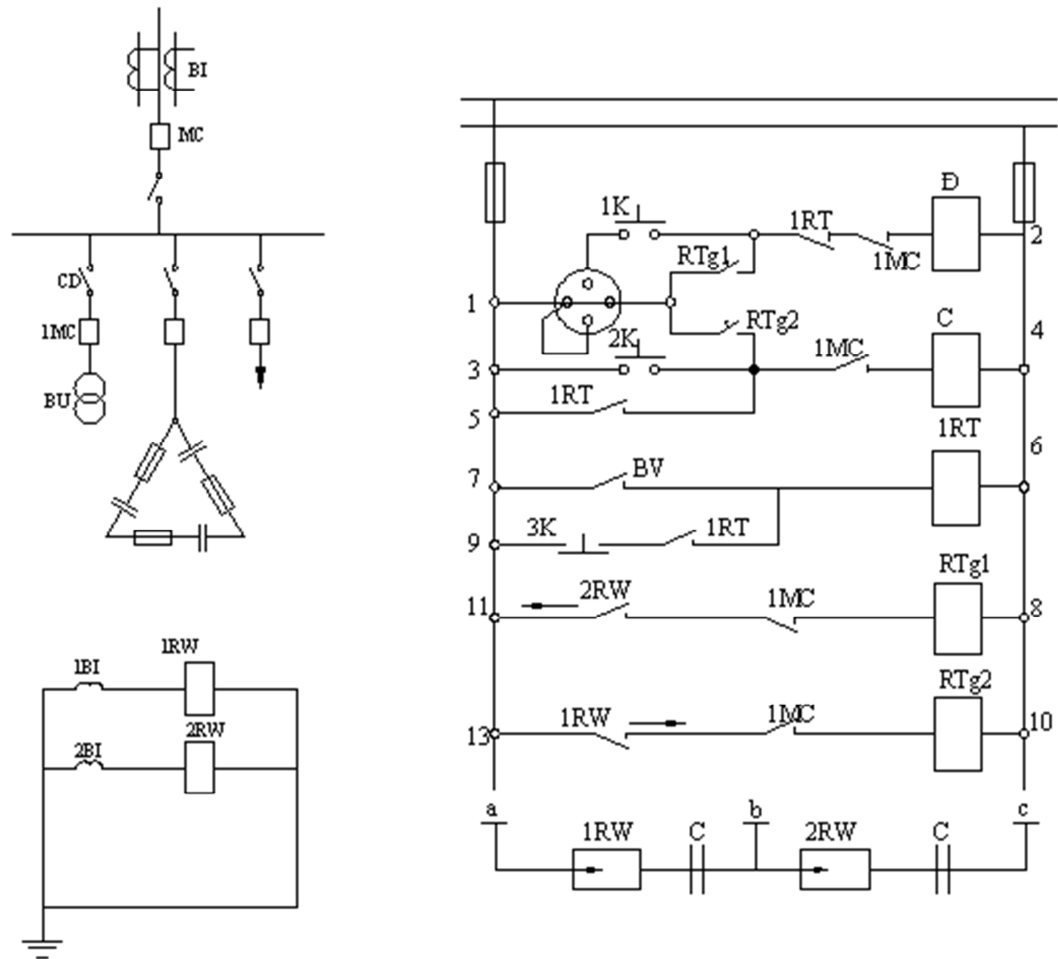 BI
MC
CD
1MC
BU
1BI
1RW
2BI
2RW
Đ
1K
1RT
1MC
2
RTg1
1
RTg2
C
4
2K
1MC
3
1RT
5
1RT
6
BV
7
3K
1RT
9
RTg1
2RW
1MC
11
8
RTg2
1RW
1MC
10
13
a
b
c
1RW
C
2RW
C